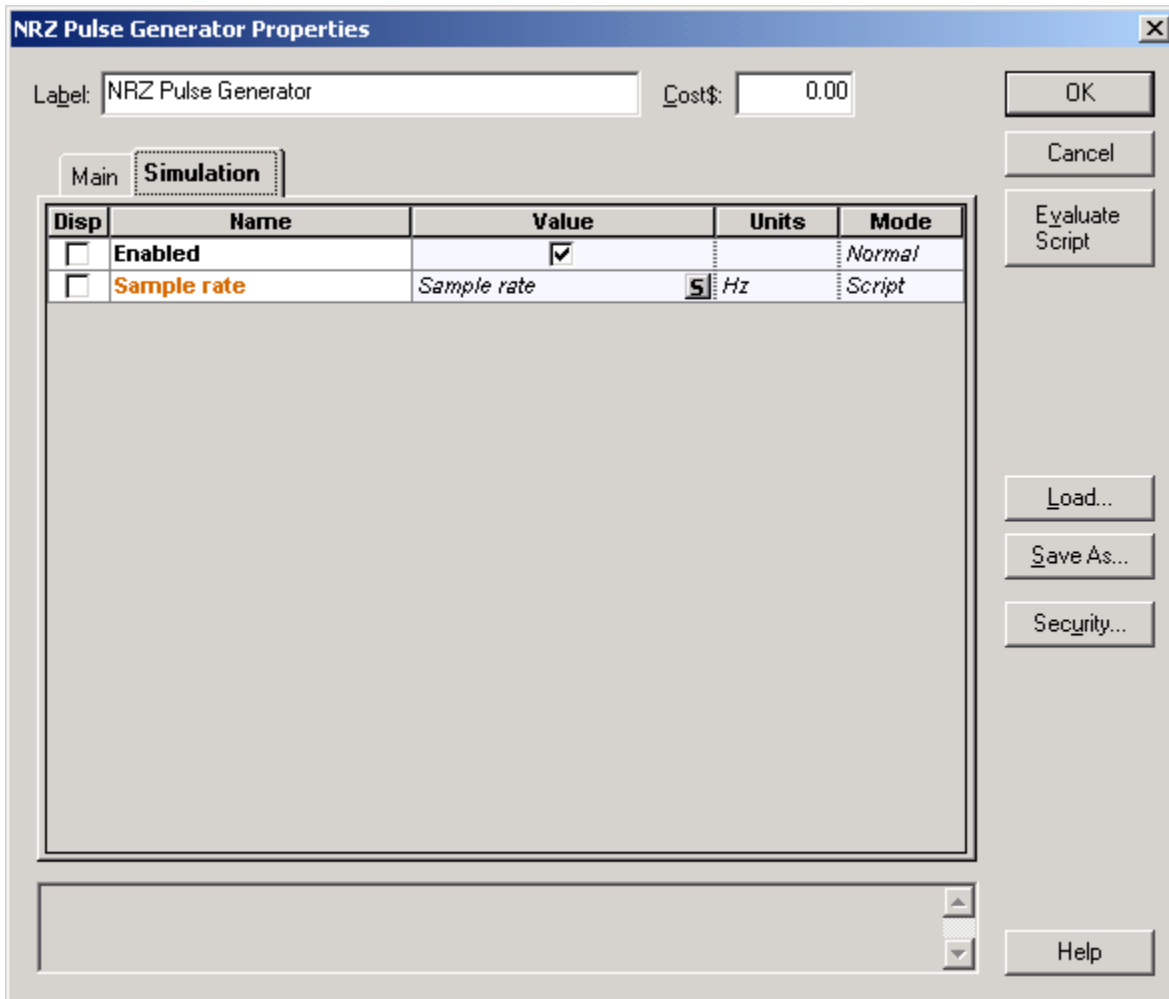 NRZ Pulse Generator Properties
Label: NRZ Pulse Generator Cost$: 0.00
OK
Cancel
Evaluate Script
Main Simulation
Disp Name Value Units Mode
Enabled Normal
Sample rate Sample rate S Hz Script
Load...
Save As...
Security...
Help